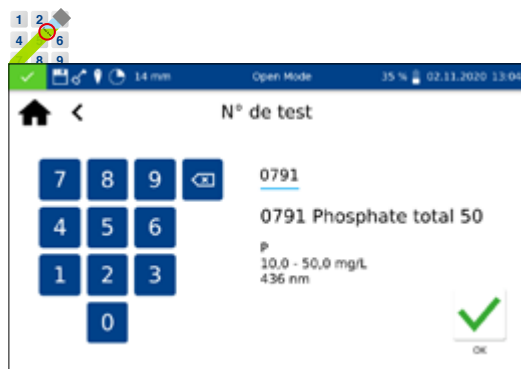 1 2
4 6
7 8 9
14 mm Open Mode 35 % 02.11.2020 13:04
N° de test
7 8 9
0791
4 5 6
0791 Phosphate total 50
P
1 2 3
10,0 - 50,0 mg/L
436 nm
0
OK